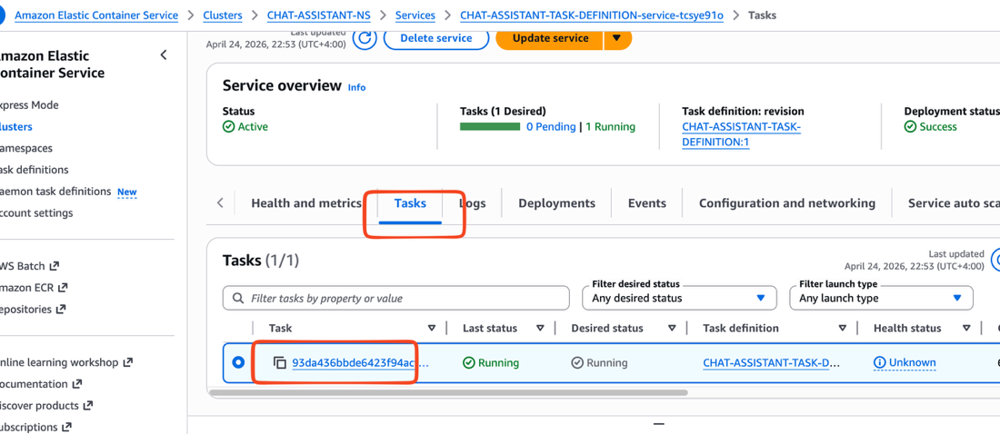 Amazon Elastic Container Service > Clusters > CHAT-ASSISTANT-NS > Services > CHAT-ASSISTANT-TASK-DEFINITION-service-tcsye91o > Tasks
Last updated
April 24, 2026, 22:53 (UTC+4:00)
Delete service
Update service
mazon Elastic
ontainer Service
xpress Mode
lusters
amespaces
ask definitions
aemon task definitions New
ccount settings
WS Batch
mazon ECR
epositories
nline learning workshop
ocumentation
iscover products
ubscriptions
Service overview Info
Status
Active
Tasks (1 Desired)
0 Pending | 1 Running
Task definition: revision
CHAT-ASSISTANT-TASK-
DEFINITION:1
Deployment status
Success
Health and metrics
Tasks
Logs
Deployments
Events
Configuration and networking
Service auto sca
Tasks (1/1)
Last updated
April 24, 2026, 22:53 (UTC+4:00)
Filter tasks by property or value
Filter desired status
Any desired status
Filter launch type
Any launch type
Task
Last status
Desired status
Task definition
Health status
93da436bbde6423f94ac...
Running
Running
CHAT-ASSISTANT-TASK-D...
Unknown